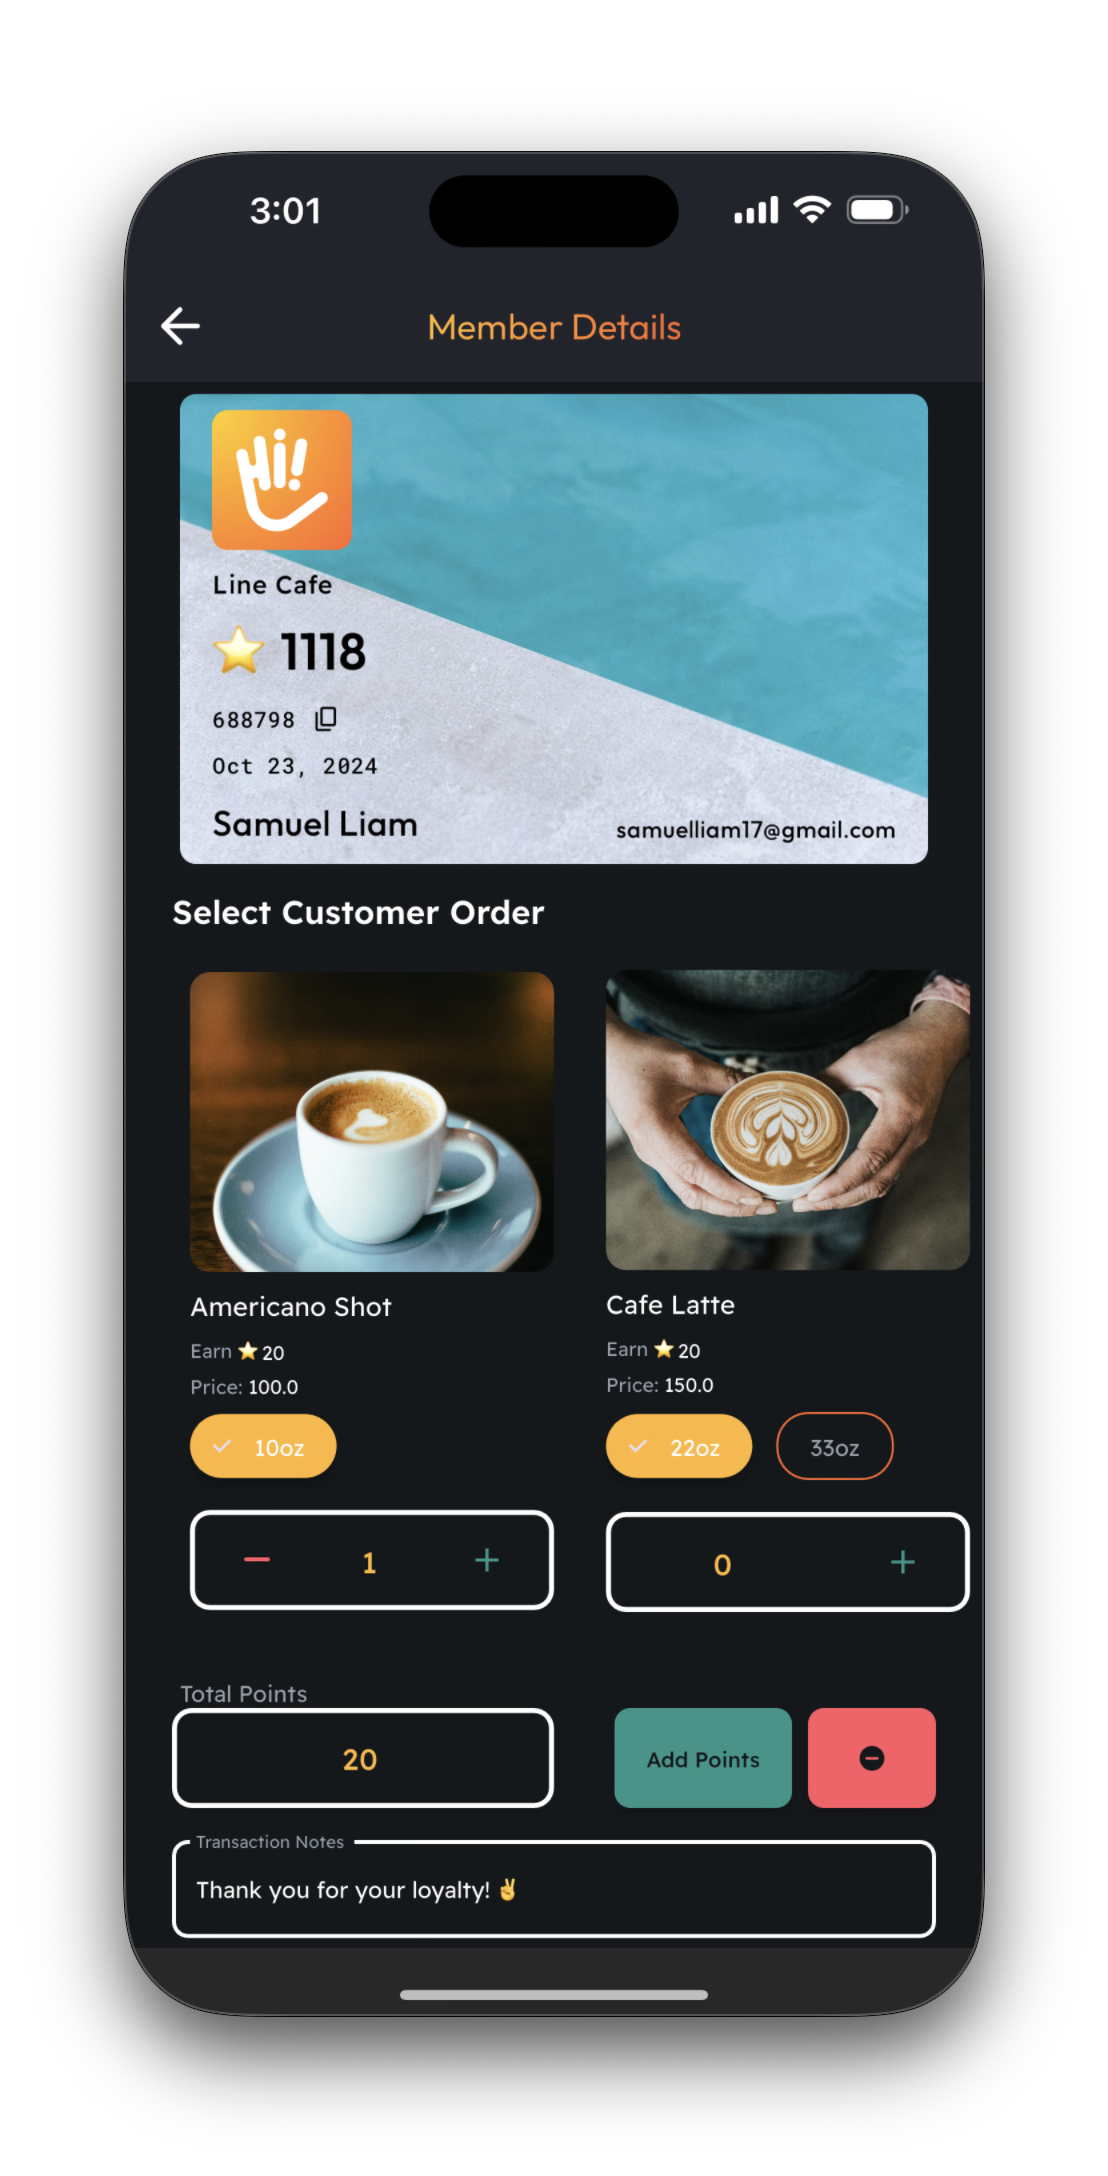 3:01
Member Details
Hi!
Line Cafe
⭐ 1118
688798
Oct 23, 2024
Samuel Liam
samuelliam17@gmail.com
Select Customer Order
Americano Shot
Earn ⭐ 20
Price: 100.0
10oz
1
Cafe Latte
Earn ⭐ 20
Price: 150.0
22oz 33oz
0
Total Points
20
Add Points
Transaction Notes
Thank you for your loyalty! ✌️